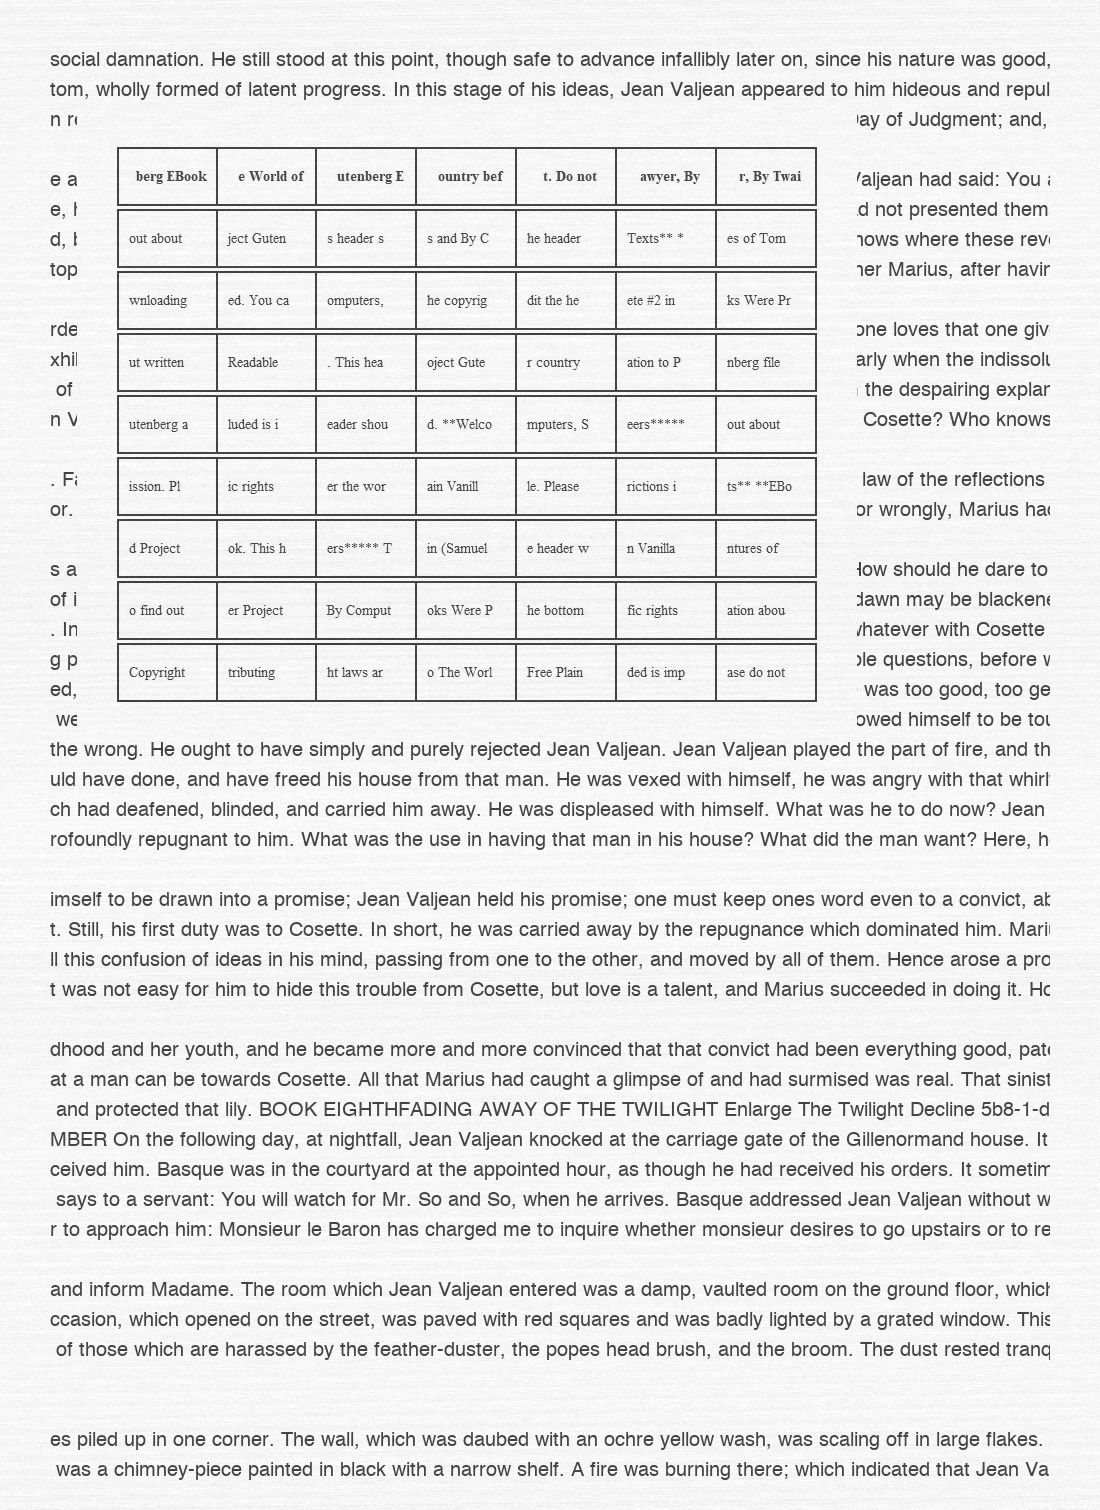 social damnation. He still stood at this point, though safe to advance infallibly later on, since his nature was good,
tom, wholly formed of latent progress. In this stage of his ideas, Jean Valjean appeared to him hideous and repul
n ay of Judgment; and,
berg EBook e World of utenberg E ountry bef t. Do not awyer, By r, By Twai
out about ject Guten s header s s and By C he header Texts** * es of Tom
wnloading ed. You ca omputers, he copyrig dit the he ete #2 in ks Were Pr
ut written Readable . This hea oject Gute r country ation to P nberg file
utenberg a luded is i eader shou d. **Welco mputers, S eers***** out about
ission. Pl ic rights er the wor ain Vanill le. Please rictions i ts** **EBo
d Project ok. This h ers***** T in (Samuel e header w n Vanilla ntures of
o find out er Project By Comput oks Were P he bottom fic rights ation abou
Copyright tributing ht laws ar o The Worl Free Plain ded is imp ase do not
e a aljean had said: You
e, d not presented them
d, nows where these rev
top her Marius, after havin
rde one loves that one giv
xhi arly when the indissol
of the despairing explan
n Cosette? Who knows
. F law of the reflections
or. or wrongly, Marius had
s a How should he dare to
of i dawn may be blackene
. In whatever with Cosette
g p ble questions, before w
ed, was too good, too ge
we owed himself to be tou
the wrong. He ought to have simply and purely rejected Jean Valjean. Jean Valjean played the part of fire, and th
uld have done, and have freed his house from that man. He was vexed with himself, he was angry with that whirl
ch had deafened, blinded, and carried him away. He was displeased with himself. What was he to do now? Jean
rofoundly repugnant to him. What was the use in having that man in his house? What did the man want? Here, h
imself to be drawn into a promise; Jean Valjean held his promise; one must keep ones word even to a convict, ab
t. Still, his first duty was to Cosette. In short, he was carried away by the repugnance which dominated him. Mari
ll this confusion of ideas in his mind, passing from one to the other, and moved by all of them. Hence arose a pro
t was not easy for him to hide this trouble from Cosette, but love is a talent, and Marius succeeded in doing it. Ho
dhood and her youth, and he became more and more convinced that that convict had been everything good, pate
at a man can be towards Cosette. All that Marius had caught a glimpse of and had surmised was real. That sinist
and protected that lily. BOOK EIGHTHFADING AWAY OF THE TWILIGHT Enlarge The Twilight Decline 5b8-1-d
MBER On the following day, at nightfall, Jean Valjean knocked at the carriage gate of the Gillenormand house. It
ceived him. Basque was in the courtyard at the appointed hour, as though he had received his orders. It sometim
says to a servant: You will watch for Mr. So and So, when he arrives. Basque addressed Jean Valjean without w
r to approach him: Monsieur le Baron has charged me to inquire whether monsieur desires to go upstairs or to re
and inform Madame. The room which Jean Valjean entered was a damp, vaulted room on the ground floor, which
ccasion, which opened on the street, was paved with red squares and was badly lighted by a grated window. This
of those which are harassed by the feather-duster, the popes head brush, and the broom. The dust rested tranq
es piled up in one corner. The wall, which was daubed with an ochre yellow wash, was scaling off in large flakes.
was a chimney-piece painted in black with a narrow shelf. A fire was burning there; which indicated that Jean Va